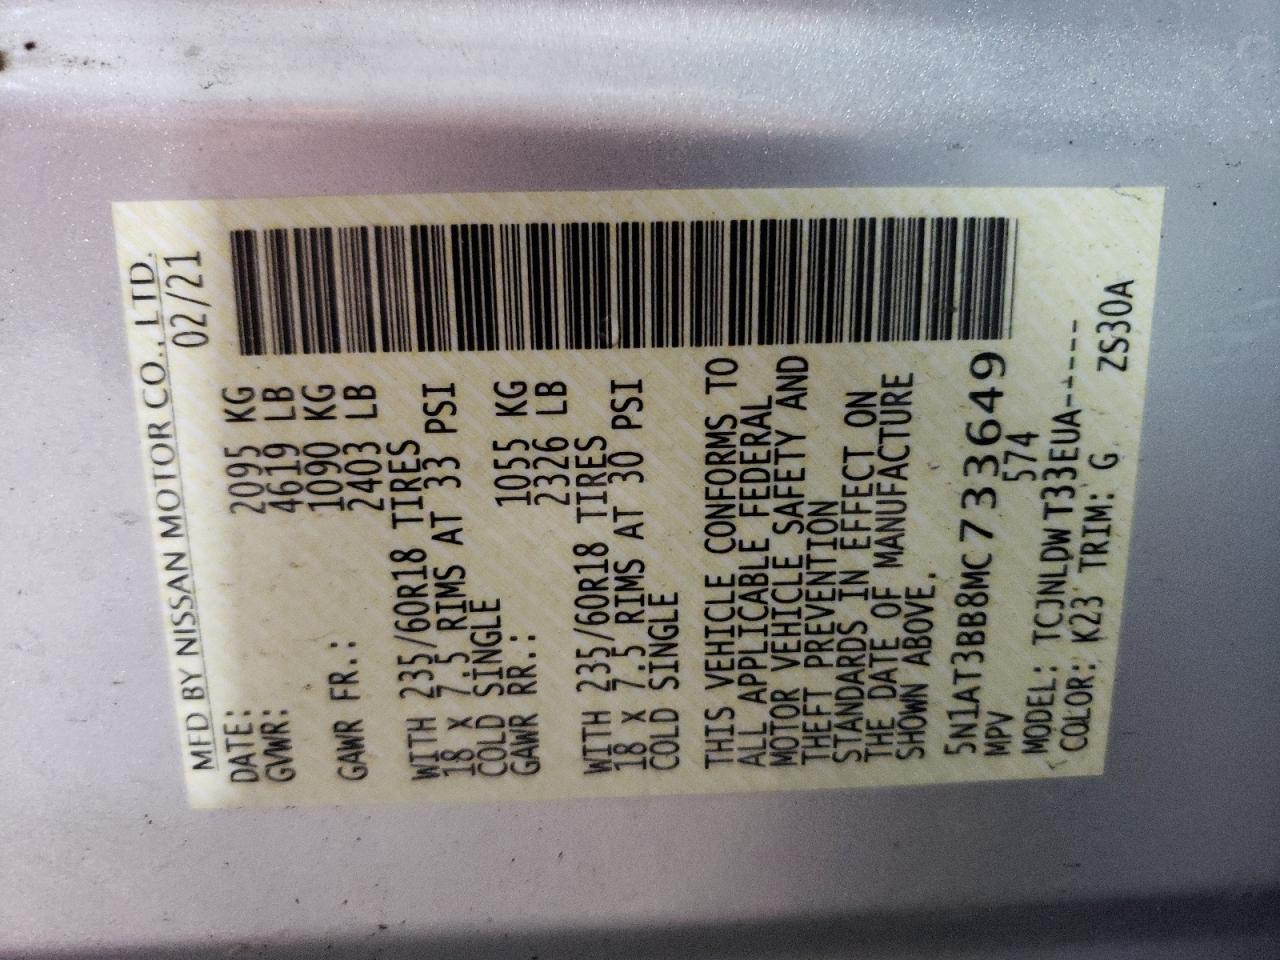 MFD BY NISSAN MOTOR CO., LTD.
DATE: 02/21
GVWR: 2095 KG
4619 LB
GAWR FR.: 1090 KG
2403 LB
WITH 235/60R18 TIRES
18 X 7.5 RIMS AT 33 PSI
COLD SINGLE
GAWR RR.: 1055 KG
2326 LB
WITH 235/60R18 TIRES
18 X 7.5 RIMS AT 30 PSI
COLD SINGLE
THIS VEHICLE CONFORMS TO
ALL APPLICABLE FEDERAL
MOTOR VEHICLE SAFETY AND
THEFT PREVENTION
STANDARDS IN EFFECT ON
THE DATE OF MANUFACTURE
SHOWN ABOVE.
5N1AT3BB8MC733649
MPV 574
MODEL: TCJNLDWT33EUA-----
COLOR: K23 TRIM: G ZS30A